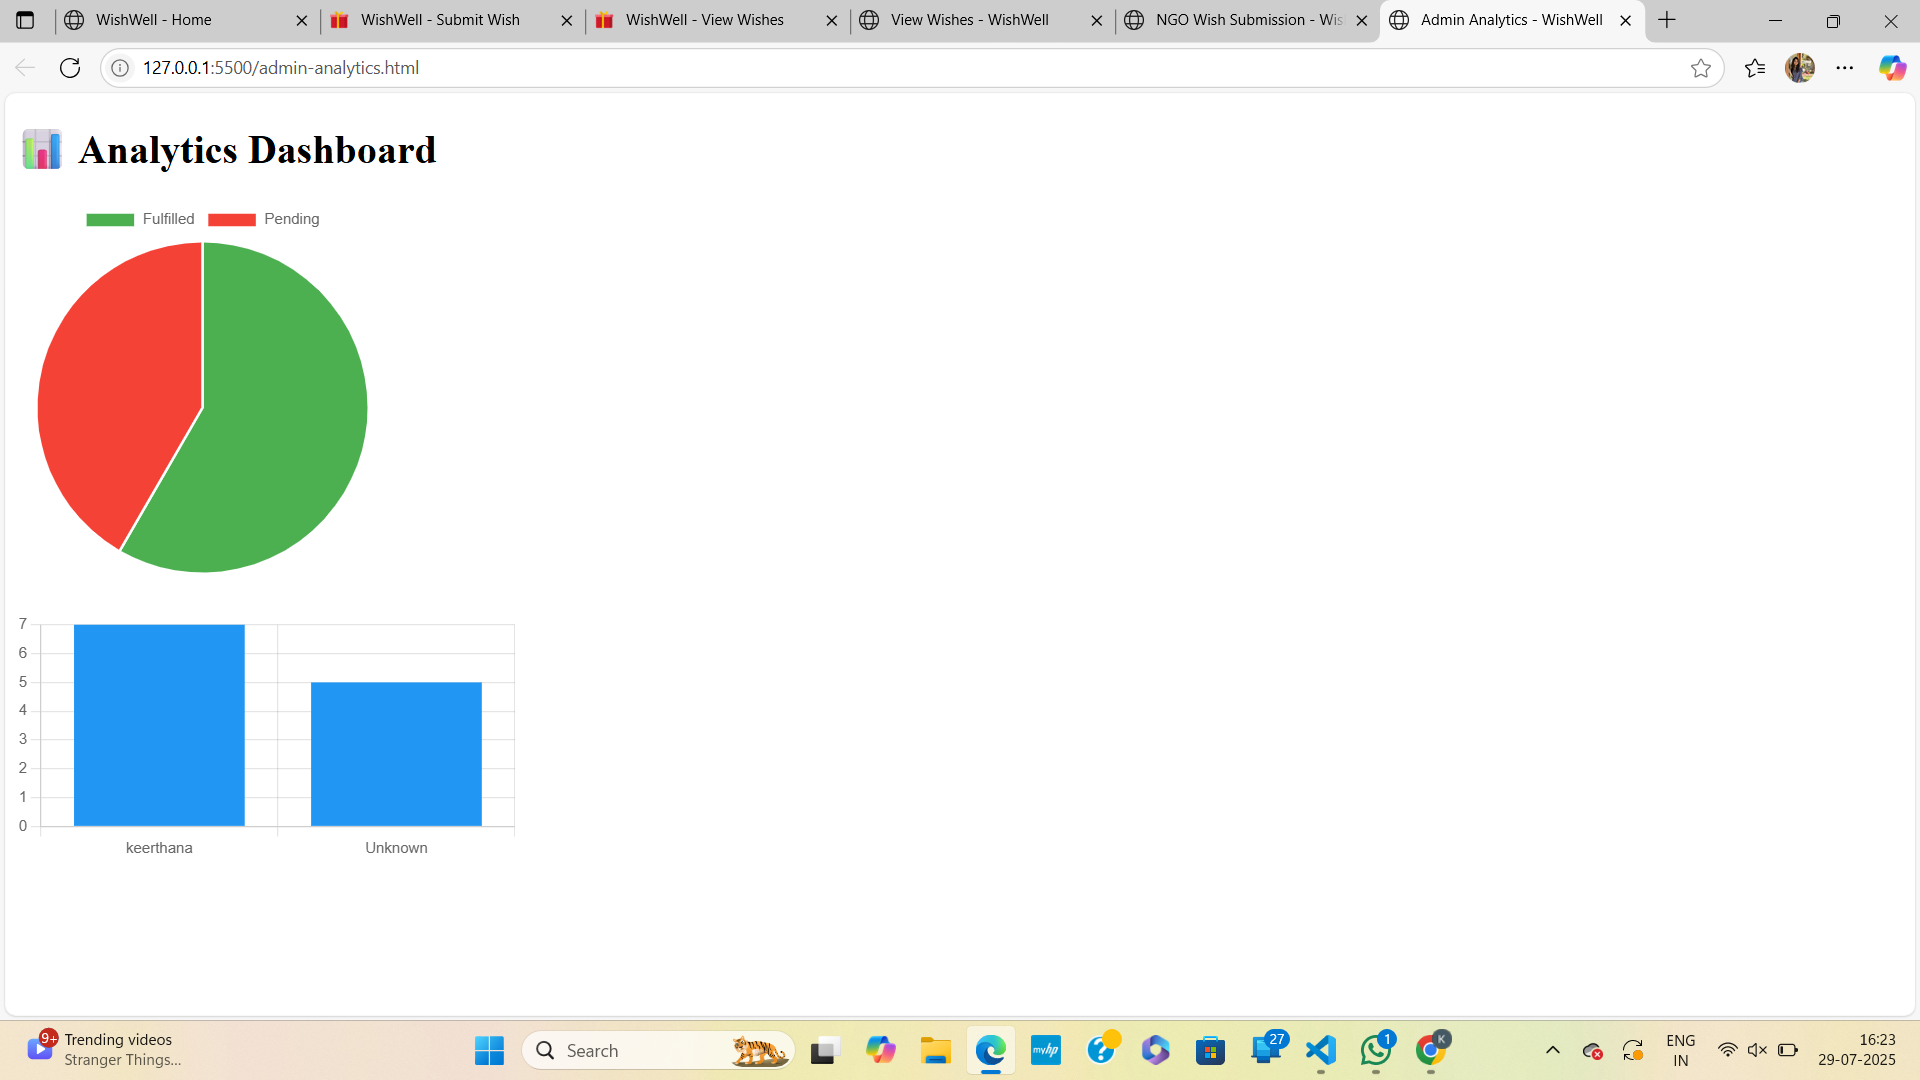 WishWell - Home
WishWell - Submit Wish
WishWell - View Wishes
View Wishes - WishWell
NGO Wish Submission - Wis
Admin Analytics - WishWell
127.0.0.1:5500/admin-analytics.html
Analytics Dashboard
Fulfilled
Pending
7
6
5
4
3
2
1
0
keerthana
Unknown
9+
Trending videos
Stranger Things...
Search
myhp
27
1
K
ENG
IN
16:23
29-07-2025